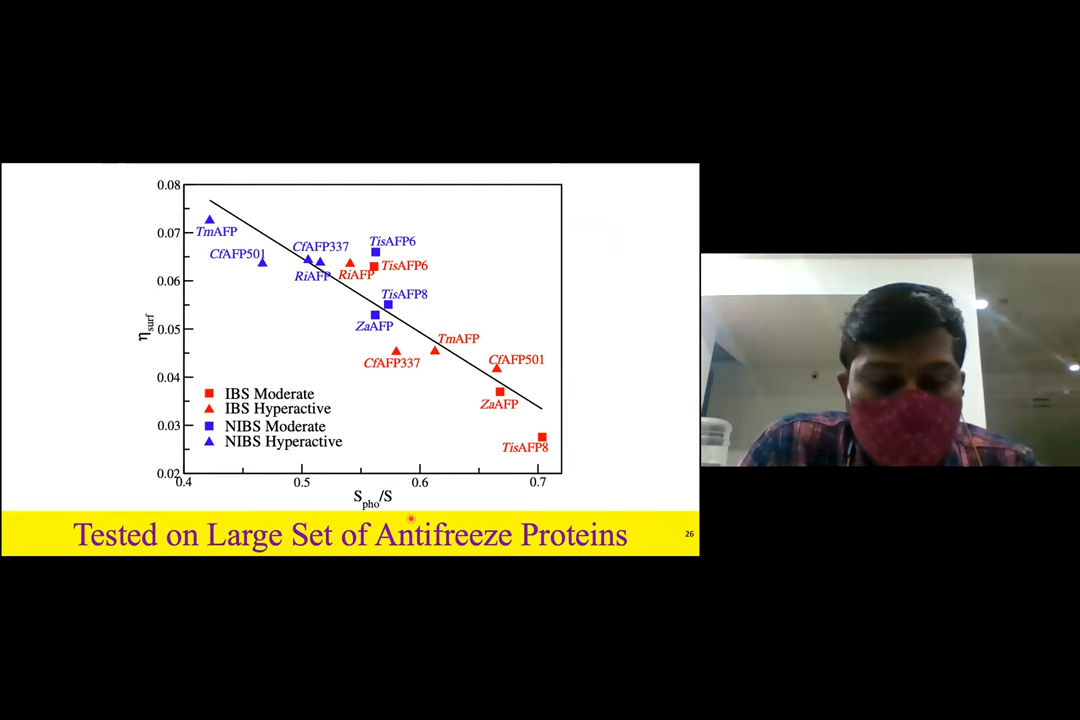 0.08
0.07
0.06
0.05
0.04
0.03
0.02
ηsurf
TmAFP
CfAFP501
CfAFP337
RiAFP
RiAFP
TisAFP6
TisAFP6
TisAFP8
ZaAFP
TmAFP
CfAFP337
CfAFP501
ZaAFP
TisAFP8
IBS Moderate
IBS Hyperactive
NIBS Moderate
NIBS Hyperactive
0.4 0.5 0.6 0.7
Spho/S
Tested on Large Set of Antifreeze Proteins
26